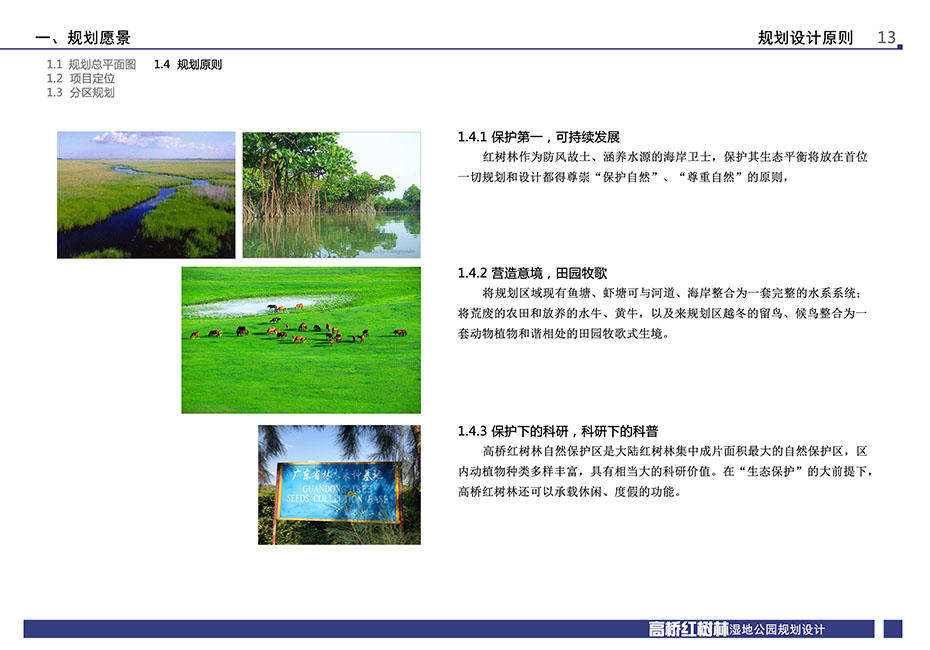 一、规划愿景
规划设计原则 13
1.1 规划总平面图 1.4 规划原则
1.2 项目定位
1.3 分区规划
1.4.1 保护第一，可持续发展
红树林作为防风故土、涵养水源的海岸卫士，保护其生态平衡将放在首位
一切规划和设计都得尊崇“保护自然”、“尊重自然”的原则，
1.4.2 营造意境，田园牧歌
将规划区域现有鱼塘、虾塘可与河道、海岸整合为一套完整的水系系统；
将荒废的农田和放养的水牛、黄牛，以及来规划区越冬的留鸟、候鸟整合为一
套动物植物和谐相处的田园牧歌式生境。
1.4.3 保护下的科研，科研下的科普
高桥红树林自然保护区是大陆红树林集中成片面积最大的自然保护区，区
内动植物种类多样丰富，具有相当大的科研价值。在“生态保护”的大前提下，
高桥红树林还可以承载休闲、度假的功能。
广东省林木采种基地
GUANDONG TREE
SEEDS COLLECTION BASE
高桥红树林湿地公园规划设计